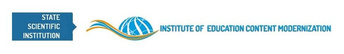 STATE
SCIENTIFIC
INSTITUTION
INSTITUTE OF EDUCATION CONTENT MODERNIZATION